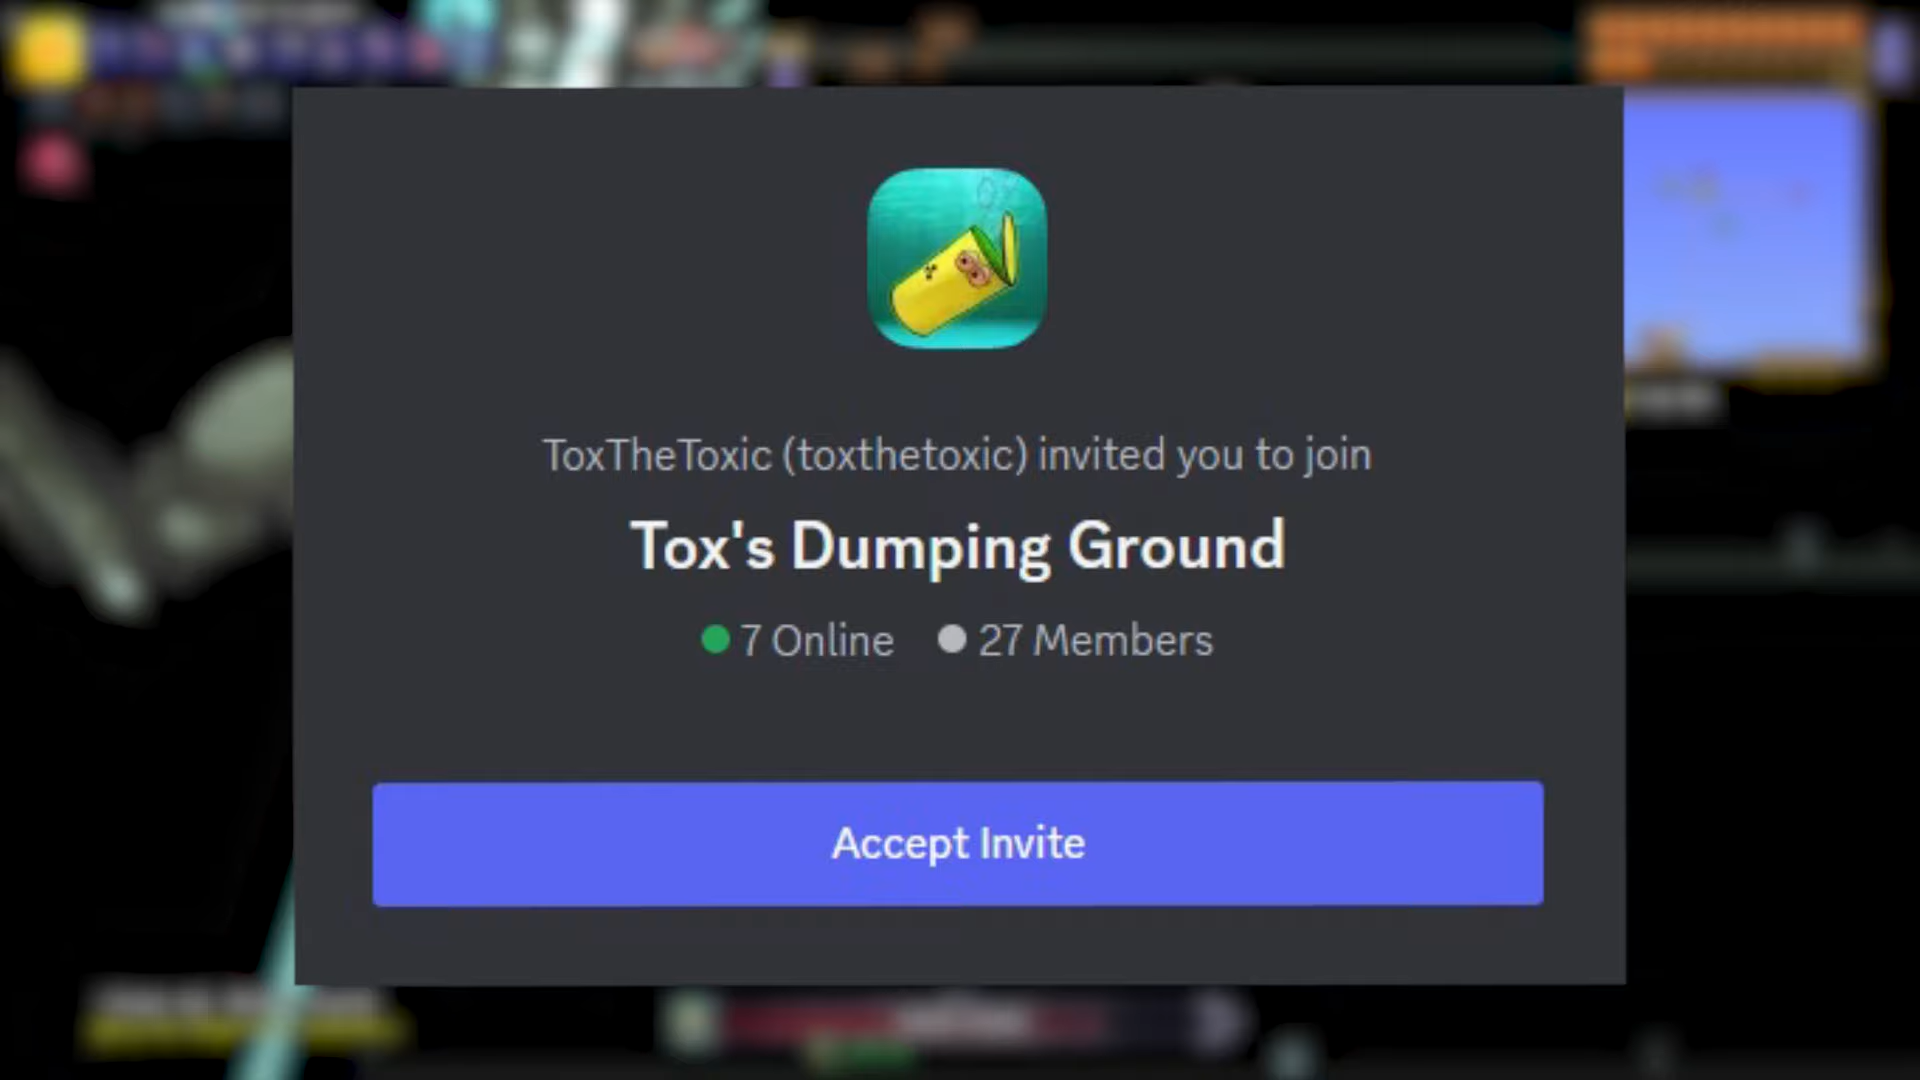 ToxTheToxic (toxthetoxic) invited you to join
Tox's Dumping Ground
7 Online 27 Members
Accept Invite